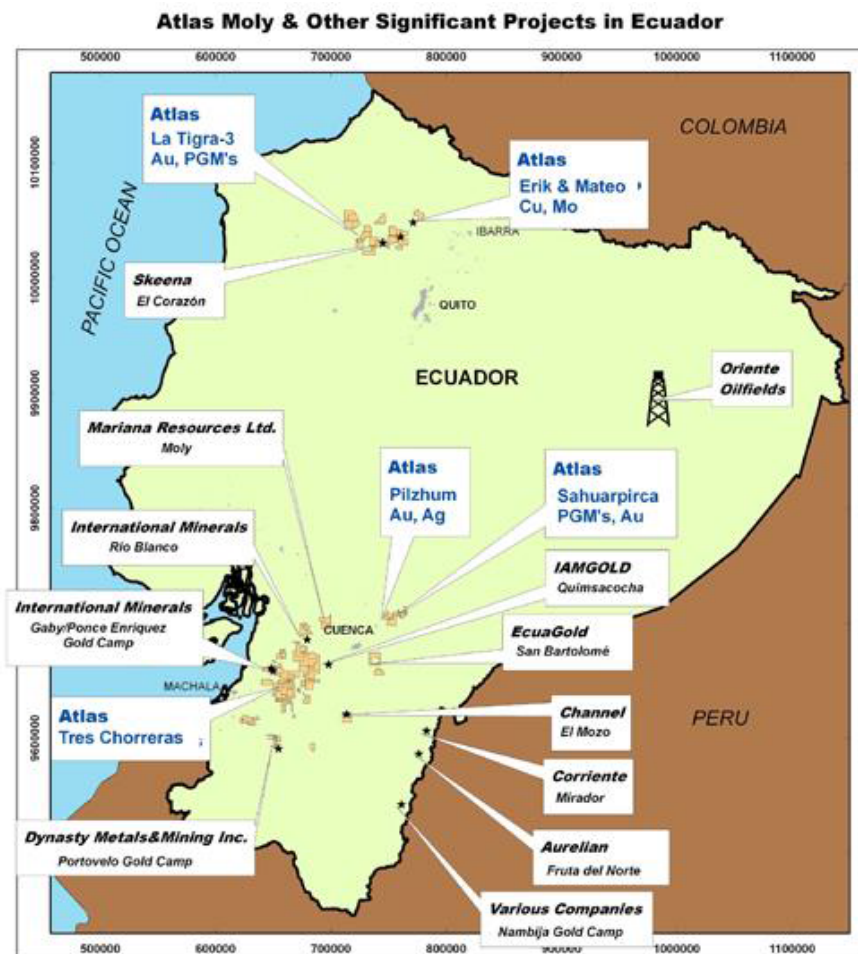 Atlas Moly & Other Significant Projects in Ecuador
500000 600000 700000 800000 900000 1000000 1100000
10100000
10000000
9900000
9800000
9700000
9600000
PACIFIC OCEAN
COLOMBIA
Atlas
La Tigra-3
Au, PGM's
Atlas
Erik & Mateo
Cu, Mo
IBARRA
Skeena
El Corazón
QUITO
ECUADOR
Oriente
Oilfields
Mariana Resources Ltd.
Moly
Atlas
Pilzhum
Au, Ag
Atlas
Sahuarpirca
PGM's, Au
International Minerals
Río Blanco
IAMGOLD
Quimsacocha
International Minerals
Gaby/Ponce Enriquez
Gold Camp
CUENCA
EcuaGold
San Bartolomé
MACHALA
Atlas
Tres Chorreras
PERU
Channel
El Mozo
Corriente
Mirador
Dynasty Metals&Mining Inc.
Portovelo Gold Camp
Aurelian
Fruta del Norte
Various Companies
Nambija Gold Camp
500000 600000 700000 800000 900000 1000000 1100000